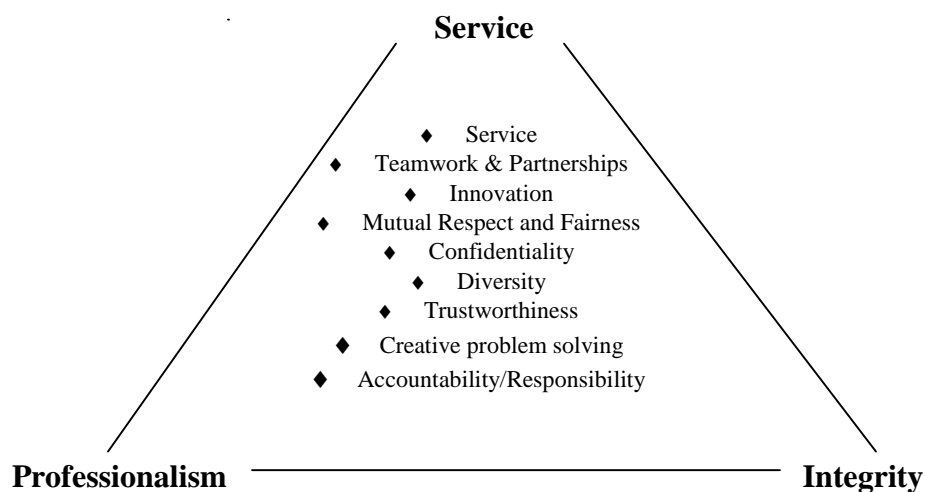 Service
♦ Service
♦ Teamwork & Partnerships
♦ Innovation
♦ Mutual Respect and Fairness
♦ Confidentiality
♦ Diversity
♦ Trustworthiness
♦ Creative problem solving
♦ Accountability/Responsibility
Professionalism Integrity